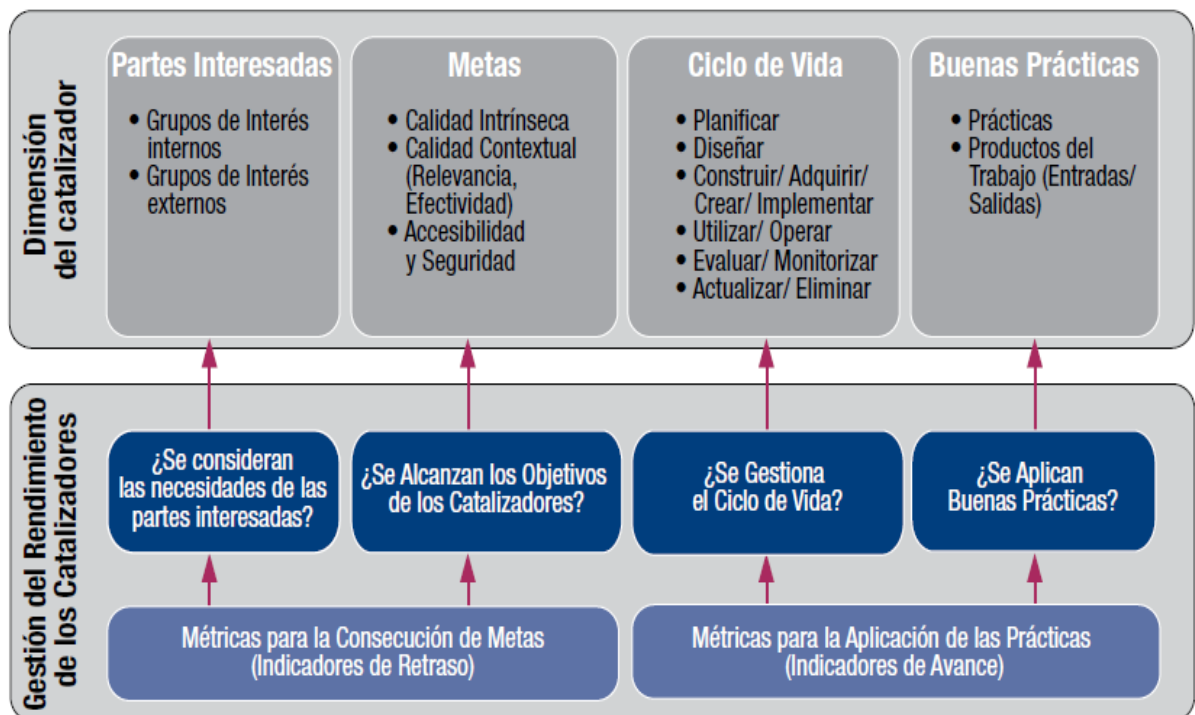 Dimensión
del catalizador
Partes Interesadas
• Grupos de Interés
internos
• Grupos de Interés
externos
Metas
• Calidad Intrínseca
• Calidad Contextual
(Relevancia,
Efectividad)
• Accesibilidad
y Seguridad
Ciclo de Vida
• Planificar
• Diseñar
• Construir/ Adquirir/
Crear/ Implementar
• Utilizar/ Operar
• Evaluar/ Monitorizar
• Actualizar/ Eliminar
Buenas Prácticas
• Prácticas
• Productos del
Trabajo (Entradas/
Salidas)
Gestión del Rendimiento
de los Catalizadores
¿Se consideran
las necesidades de las
partes interesadas?
¿Se Alcanzan los Objetivos
de los Catalizadores?
¿Se Gestiona
el Ciclo de Vida?
¿Se Aplican
Buenas Prácticas?
Métricas para la Consecución de Metas
(Indicadores de Retraso)
Métricas para la Aplicación de las Prácticas
(Indicadores de Avance)